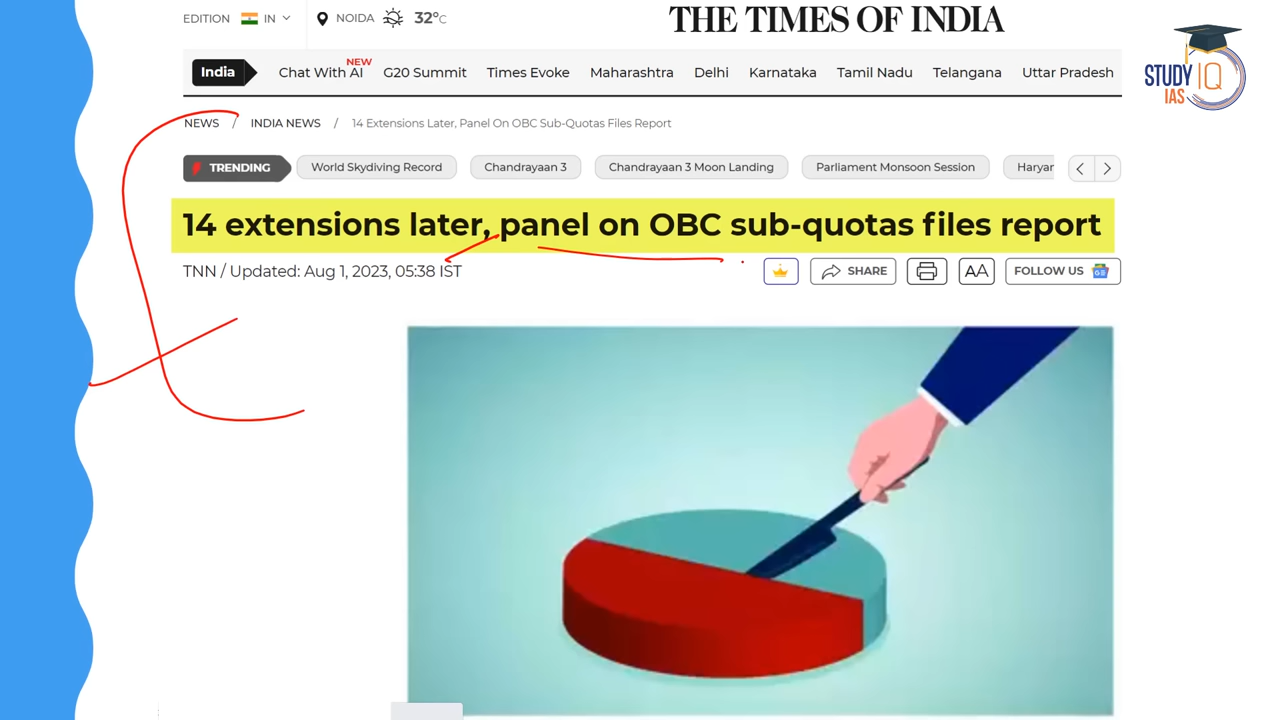 EDITION IN NOIDA 32°C
THE TIMES OF INDIA
STUDY IQ
IAS
India Chat With AI NEW G20 Summit Times Evoke Maharashtra Delhi Karnataka Tamil Nadu Telangana Uttar Pradesh
NEWS / INDIA NEWS / 14 Extensions Later, Panel On OBC Sub-Quotas Files Report
TRENDING World Skydiving Record Chandrayaan 3 Chandrayaan 3 Moon Landing Parliament Monsoon Session Haryar
14 extensions later, panel on OBC sub-quotas files report
TNN / Updated: Aug 1, 2023, 05:38 IST SHARE AA FOLLOW US